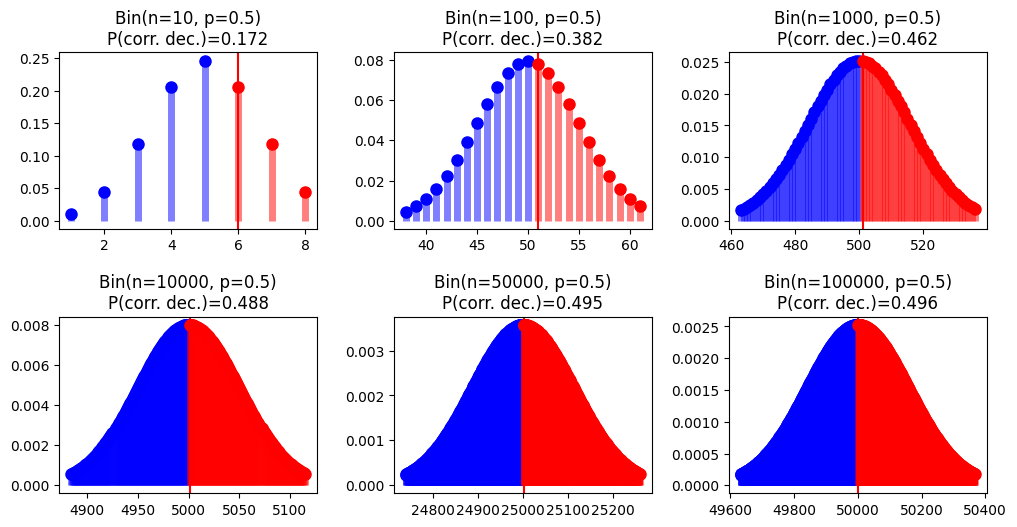 Bin(n=10, p=0.5)
P(corr. dec.)=0.172
0.25
0.20
0.15
0.10
0.05
0.00
2 4 6 8
Bin(n=100, p=0.5)
P(corr. dec.)=0.382
0.08
0.06
0.04
0.02
0.00
40 45 50 55 60
Bin(n=1000, p=0.5)
P(corr. dec.)=0.462
0.025
0.020
0.015
0.010
0.005
0.000
460 480 500 520
Bin(n=10000, p=0.5)
P(corr. dec.)=0.488
0.008
0.006
0.004
0.002
0.000
4900 4950 5000 5050 5100
Bin(n=50000, p=0.5)
P(corr. dec.)=0.495
0.003
0.002
0.001
0.000
24800 24900 25000 25100 25200
Bin(n=100000, p=0.5)
P(corr. dec.)=0.496
0.0025
0.0020
0.0015
0.0010
0.0005
0.0000
49600 49800 50000 50200 50400